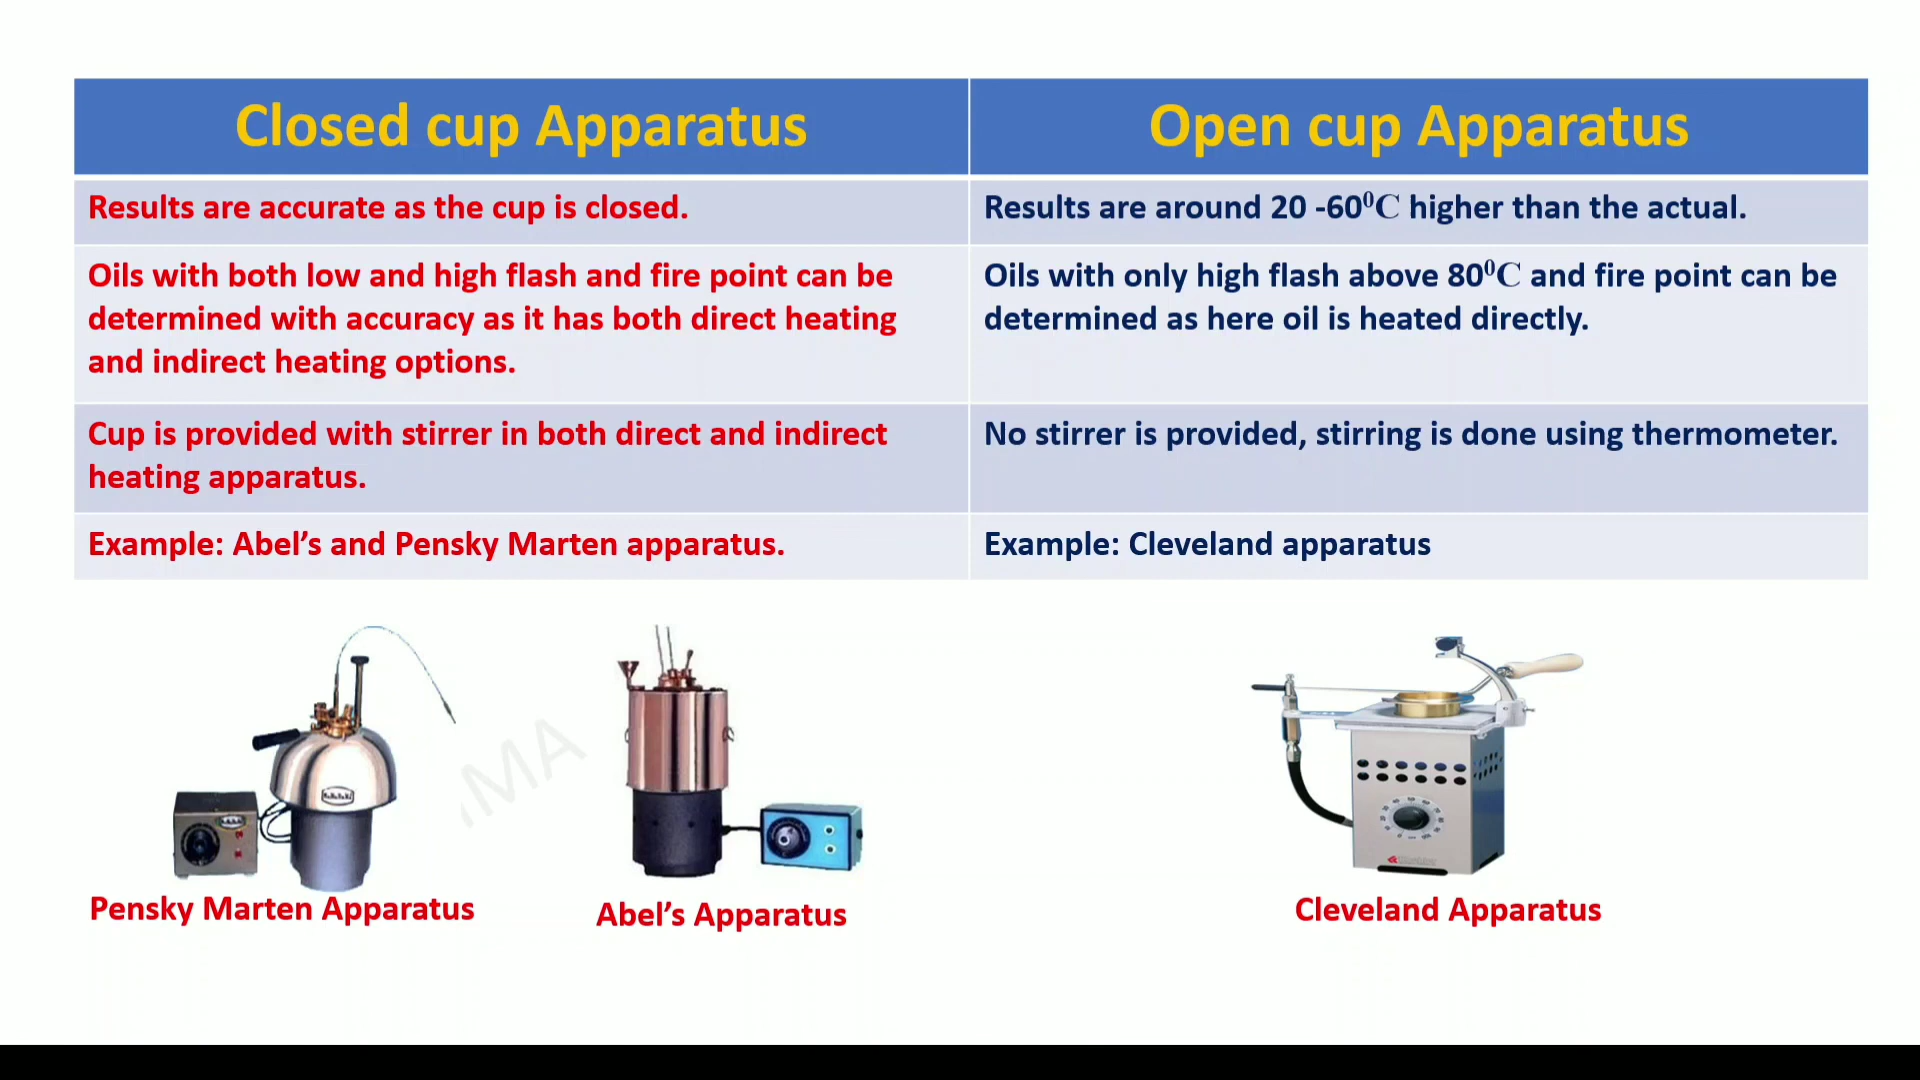 Closed cup Apparatus
Open cup Apparatus
Results are accurate as the cup is closed.
Results are around 20 -60⁰C higher than the actual.
Oils with both low and high flash and fire point can be
determined with accuracy as it has both direct heating
and indirect heating options.
Oils with only high flash above 80⁰C and fire point can be
determined as here oil is heated directly.
Cup is provided with stirrer in both direct and indirect
heating apparatus.
No stirrer is provided, stirring is done using thermometer.
Example: Abel’s and Pensky Marten apparatus.
Example: Cleveland apparatus
Pensky Marten Apparatus
Abel’s Apparatus
Cleveland Apparatus